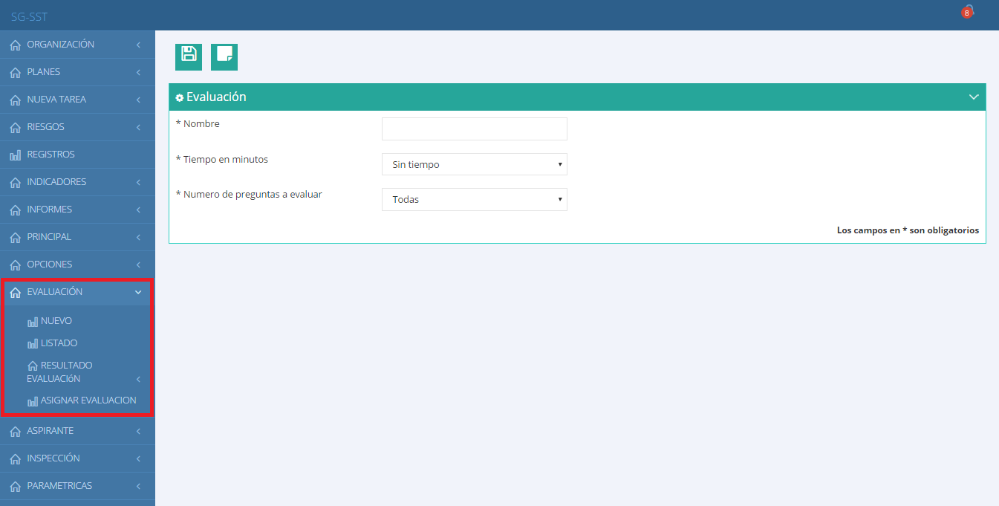 SG-SST
8
ORGANIZACIÓN
PLANES
NUEVA TAREA
RIESGOS
REGISTROS
INDICADORES
INFORMES
PRINCIPAL
OPCIONES
EVALUACIÓN
NUEVO
LISTADO
RESULTADO
EVALUACIóN
ASIGNAR EVALUACION
ASPIRANTE
INSPECCIÓN
PARAMETRICAS
Evaluación
* Nombre
* Tiempo en minutos
Sin tiempo
* Numero de preguntas a evaluar
Todas
Los campos en * son obligatorios